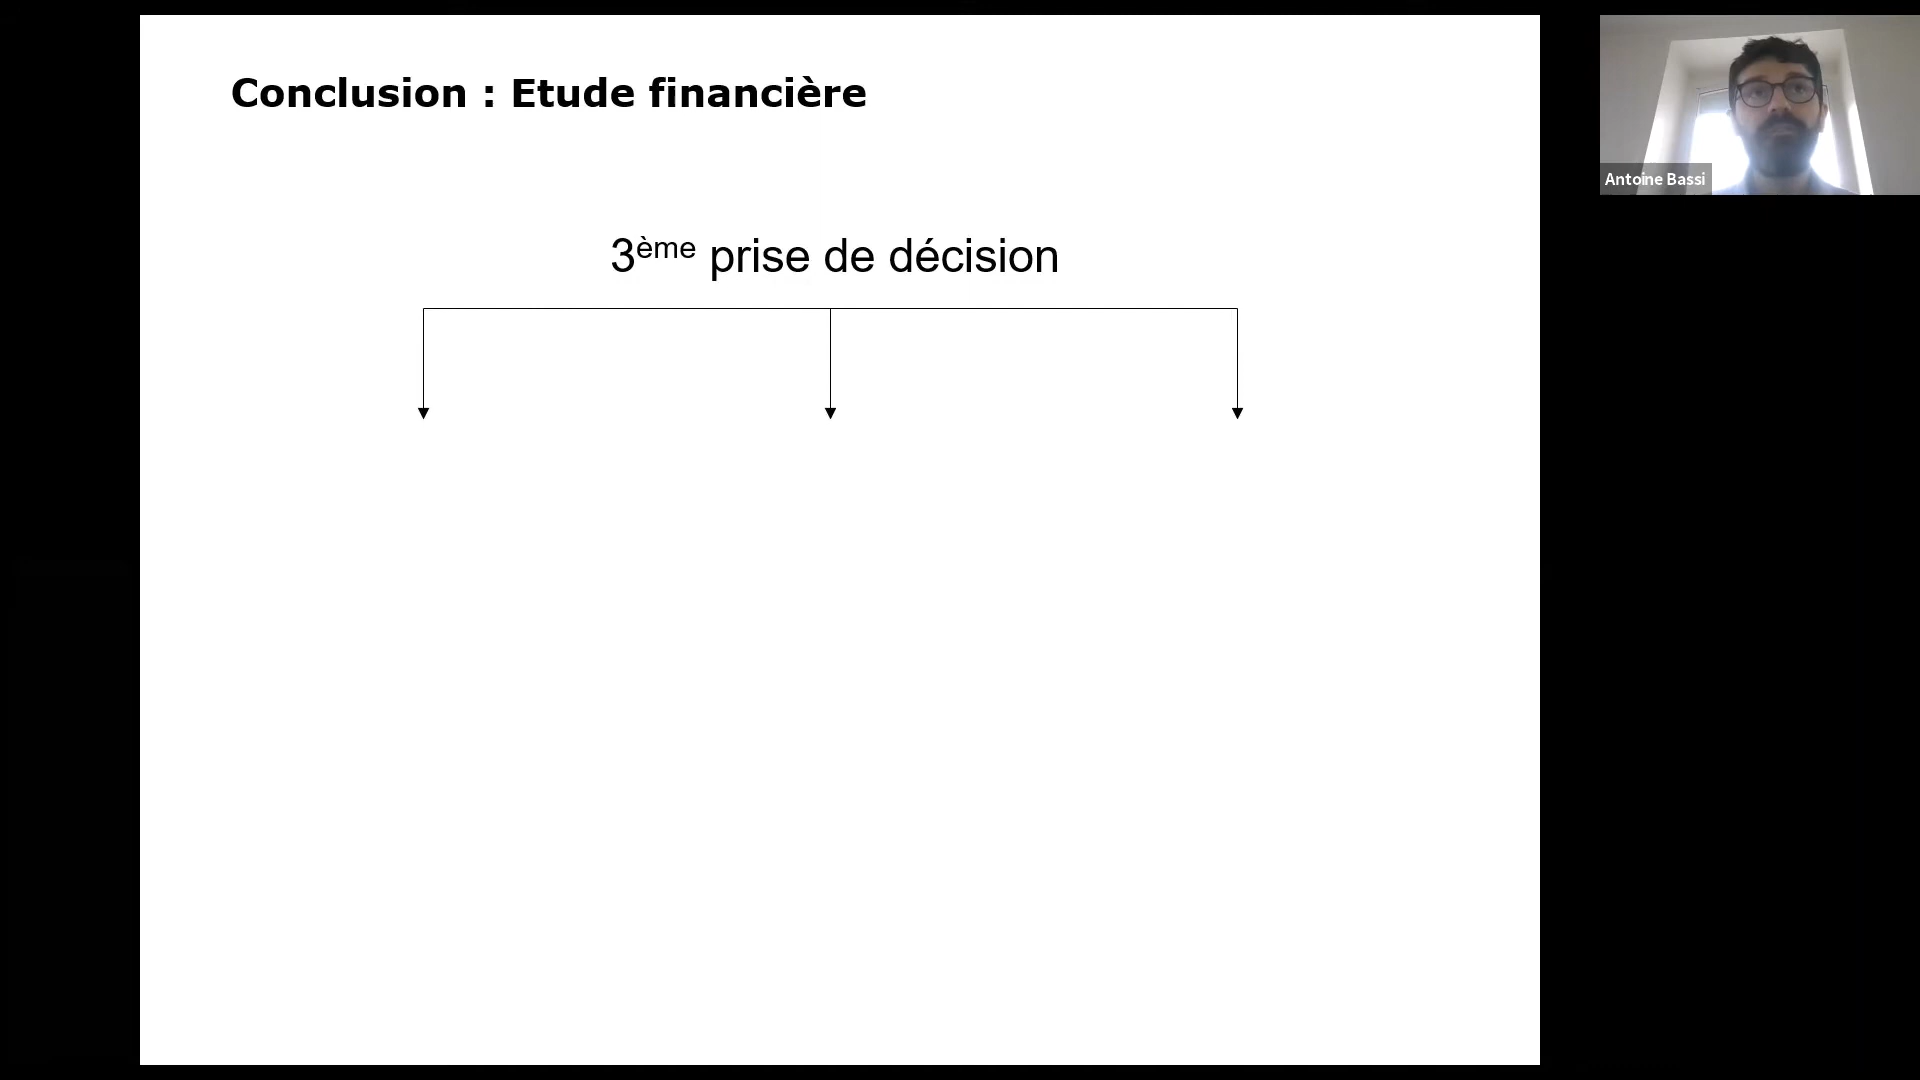 Conclusion : Etude financière
3ème prise de décision
Antoine Bassi